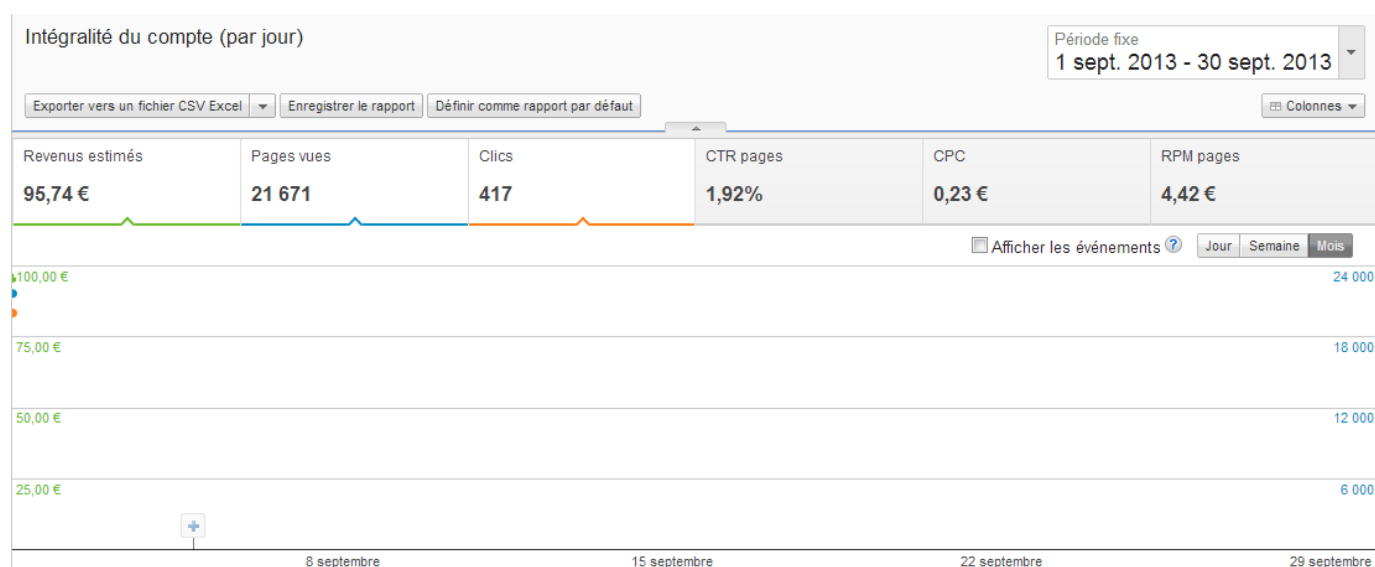 Intégralité du compte (par jour)
Période fixe
1 sept. 2013 - 30 sept. 2013
Exporter vers un fichier CSV Excel Enregistrer le rapport Définir comme rapport par défaut Colonnes
Revenus estimés Pages vues Clics CTR pages CPC RPM pages
95,74 € 21 671 417 1,92% 0,23 € 4,42 €
Afficher les événements ? Jour Semaine Mois
100,00 € 24 000
75,00 € 18 000
50,00 € 12 000
25,00 € 6 000
8 septembre 15 septembre 22 septembre 29 septembre